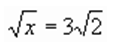 √x = 3√2